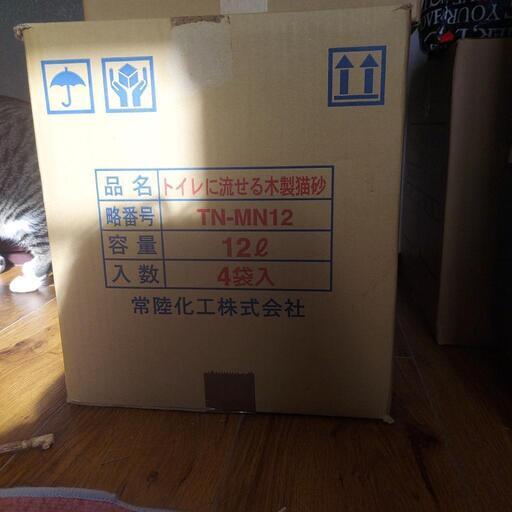 品名 トイレに流せる木製猫砂
略番号 TN-MN12
容量 12ℓ
入数 4袋入
常陸化工株式会社